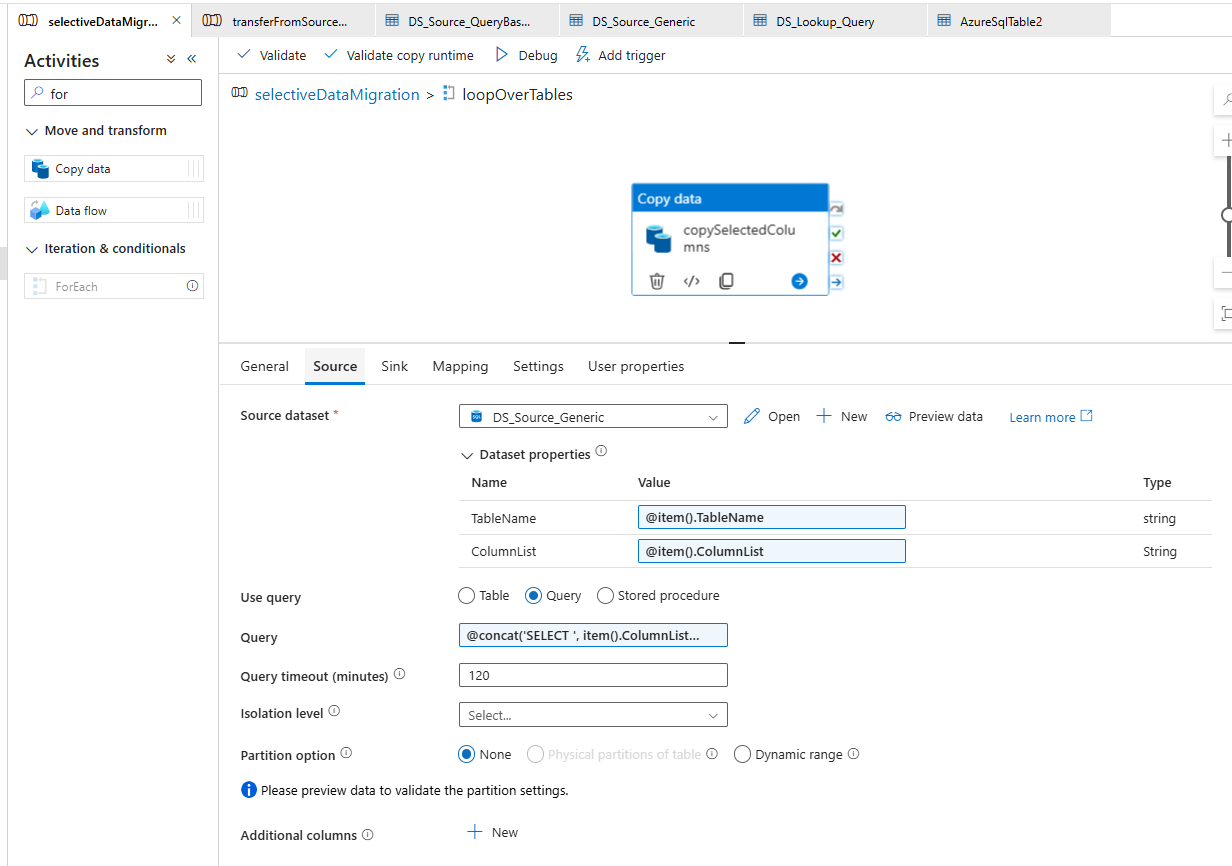 selectiveDataMigr...
transferFromSource...
DS_Source_QueryBas...
DS_Source_Generic
DS_Lookup_Query
AzureSqlTable2
Activities
for
Move and transform
Copy data
Data flow
Iteration & conditionals
ForEach
Validate
Validate copy runtime
Debug
Add trigger
selectiveDataMigration > loopOverTables
Copy data
copySelectedColu
mns
General
Source
Sink
Mapping
Settings
User properties
Source dataset *
DS_Source_Generic
Open
New
Preview data
Learn more
Dataset properties
Name Value Type
TableName @item().TableName string
ColumnList @item().ColumnList String
Use query
Table
Query
Stored procedure
Query
@concat('SELECT ', item().ColumnList...
Query timeout (minutes)
120
Isolation level
Select...
Partition option
None
Physical partitions of table
Dynamic range
Please preview data to validate the partition settings.
Additional columns
New